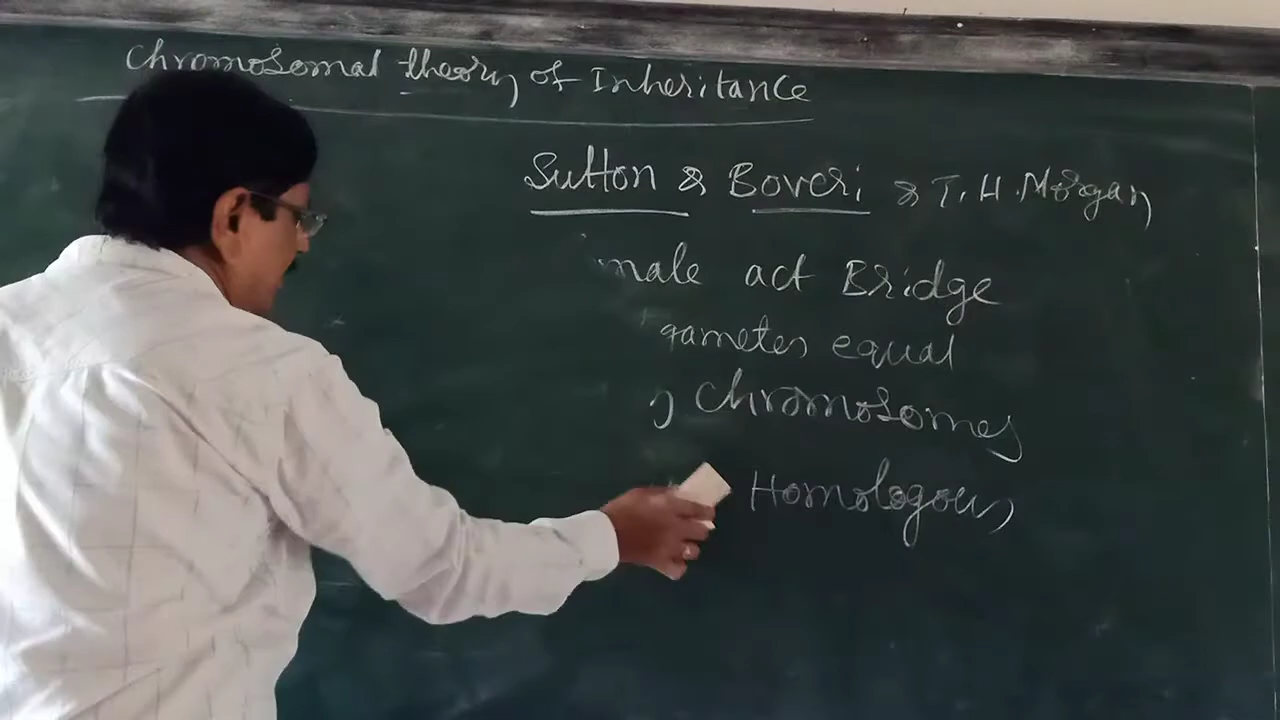 Chromosomal theory of Inheritance
Sutton & Boveri & T. H. Morgan
male act Bridge
gametes equal
Chromosomes
Homologous